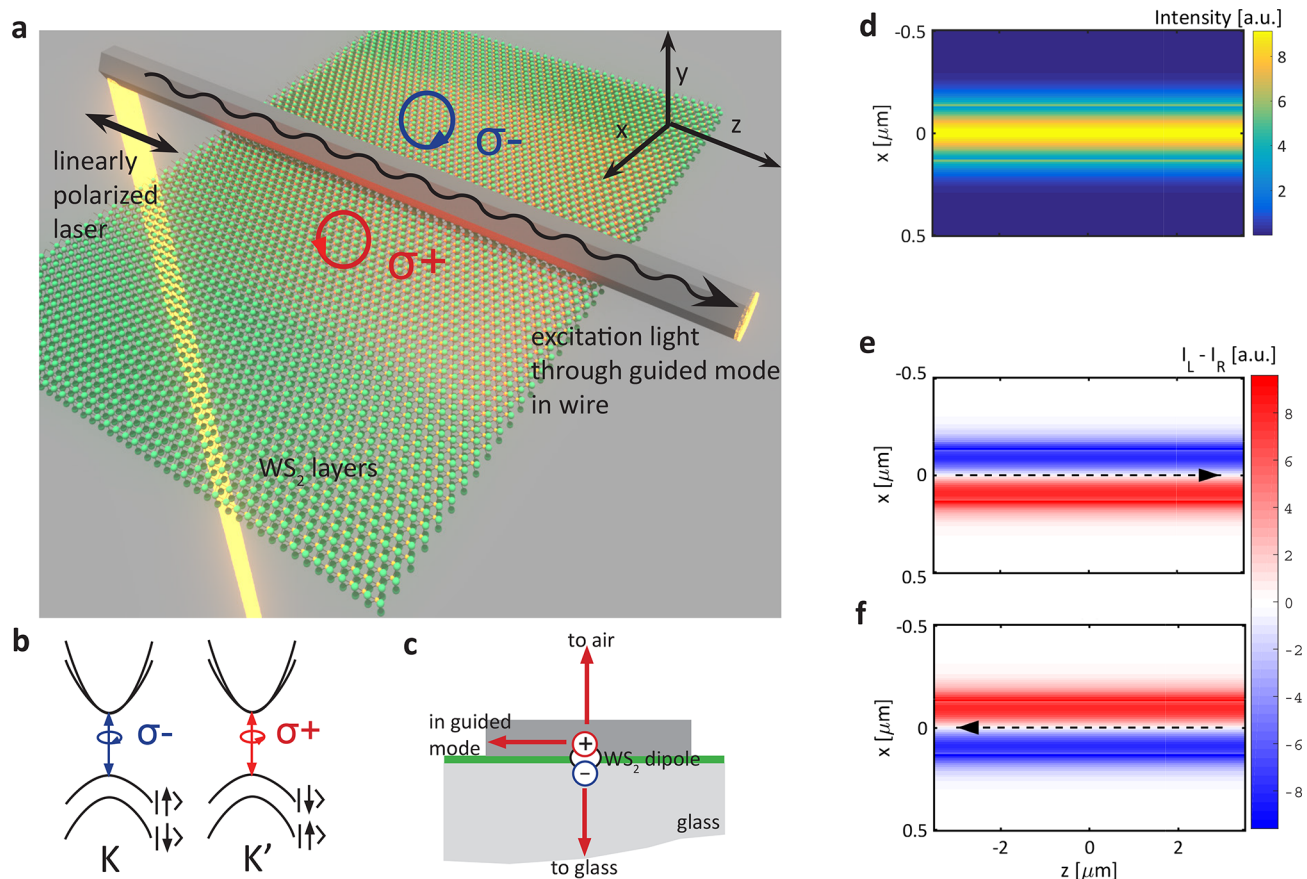 a
linearly
polarized
laser
σ-
σ+
y
x
z
excitation light
through guided mode
in wire
WS2 layers
b
σ-
σ+
|↑>
|↓>
|↓>
|↑>
K
K’
c
to air
in guided
mode
+
WS2 dipole
−
glass
to glass
d
Intensity [a.u.]
-0.5
0
0.5
x [μm]
8
6
4
2
e
IL - IR [a.u.]
-0.5
0
0.5
x [μm]
8
6
4
2
0
-2
-4
-6
-8
f
-0.5
0
0.5
x [μm]
-2
0
2
z [μm]